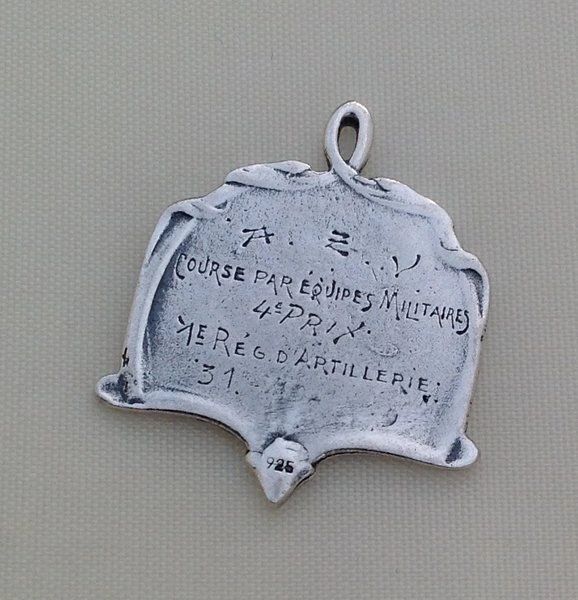 A. Z. V
COURSE PAR ÉQUIPES MILITAIRES
4E PRIX.
1E RÉG. D'ARTILLERIE.
31.
925